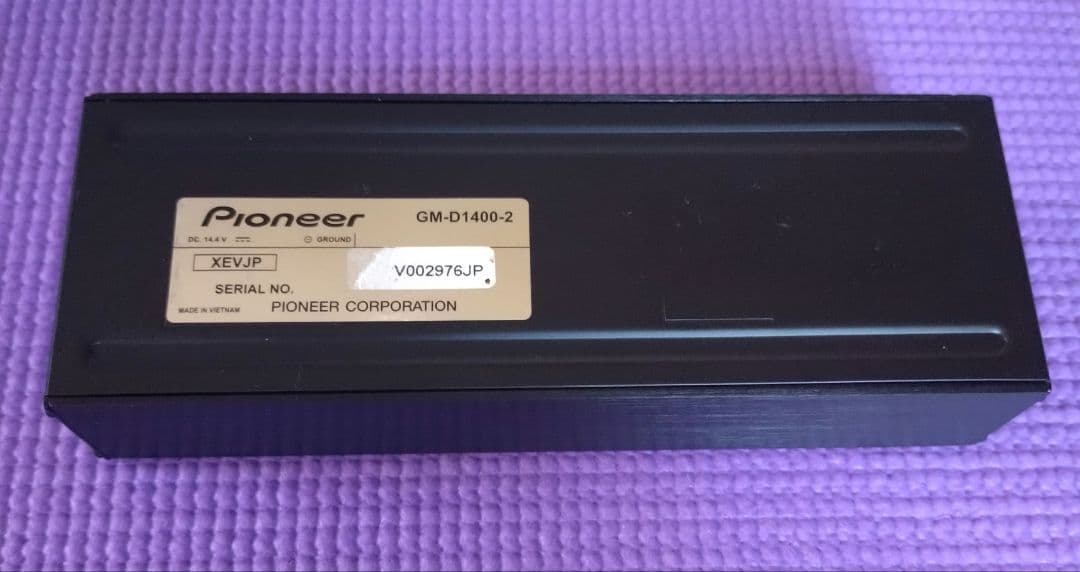 Pioneer GM-D1400-2
DC. 14.4 V ⎓ ⊖ GROUND
XEVJP
V002976JP
SERIAL NO.
MADE IN VIETNAM PIONEER CORPORATION